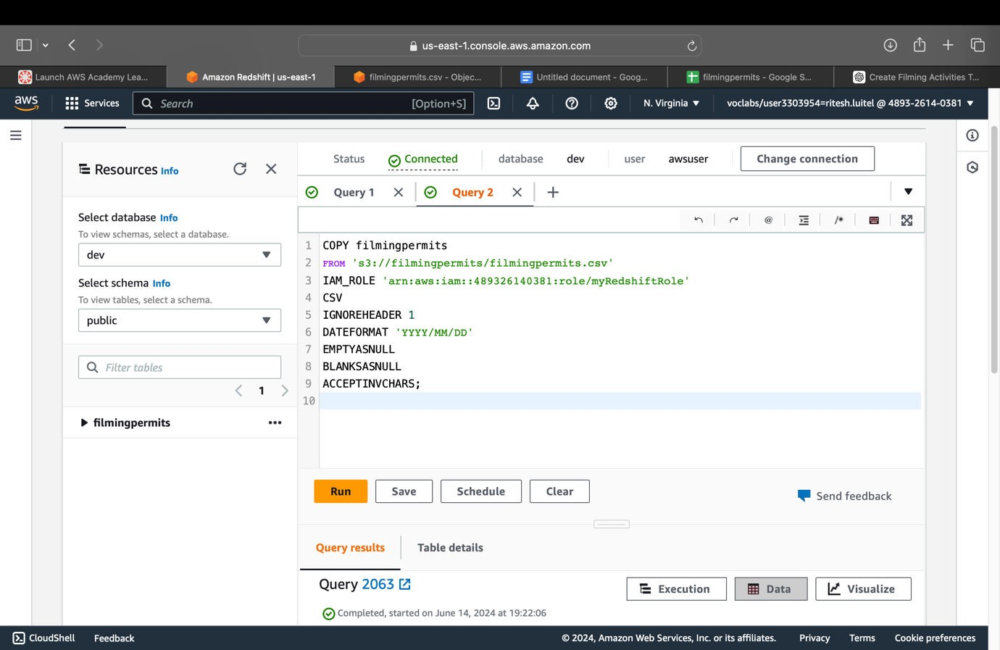 us-east-1.console.aws.amazon.com
Launch AWS Academy Lea...
Amazon Redshift | us-east-1
filmingpermits.csv - Objec...
Untitled document - Goog...
filmingpermits - Google S...
Create Filming Activities T...
aws
Services
Search
[Option+S]
N. Virginia
voclabs/user3303954=ritesh.luitel @ 4893-2614-0381
Resources Info
Select database Info
To view schemas, select a database.
dev
Select schema Info
To view tables, select a schema.
public
Filter tables
1
filmingpermits
Status
Connected
database
dev
user
awsuser
Change connection
Query 1
Query 2
@
/*
1 COPY filmingpermits
2 FROM 's3://filmingpermits/filmingpermits.csv'
3 IAM_ROLE 'arn:aws:iam::489326140381:role/myRedshiftRole'
4 CSV
5 IGNOREHEADER 1
6 DATEFORMAT 'YYYY/MM/DD'
7 EMPTYASNULL
8 BLANKSASNULL
9 ACCEPTINVCHARS;
10
Run
Save
Schedule
Clear
Send feedback
Query results
Table details
Query 2063
Execution
Data
Visualize
Completed, started on June 14, 2024 at 19:22:06
CloudShell
Feedback
© 2024, Amazon Web Services, Inc. or its affiliates.
Privacy
Terms
Cookie preferences